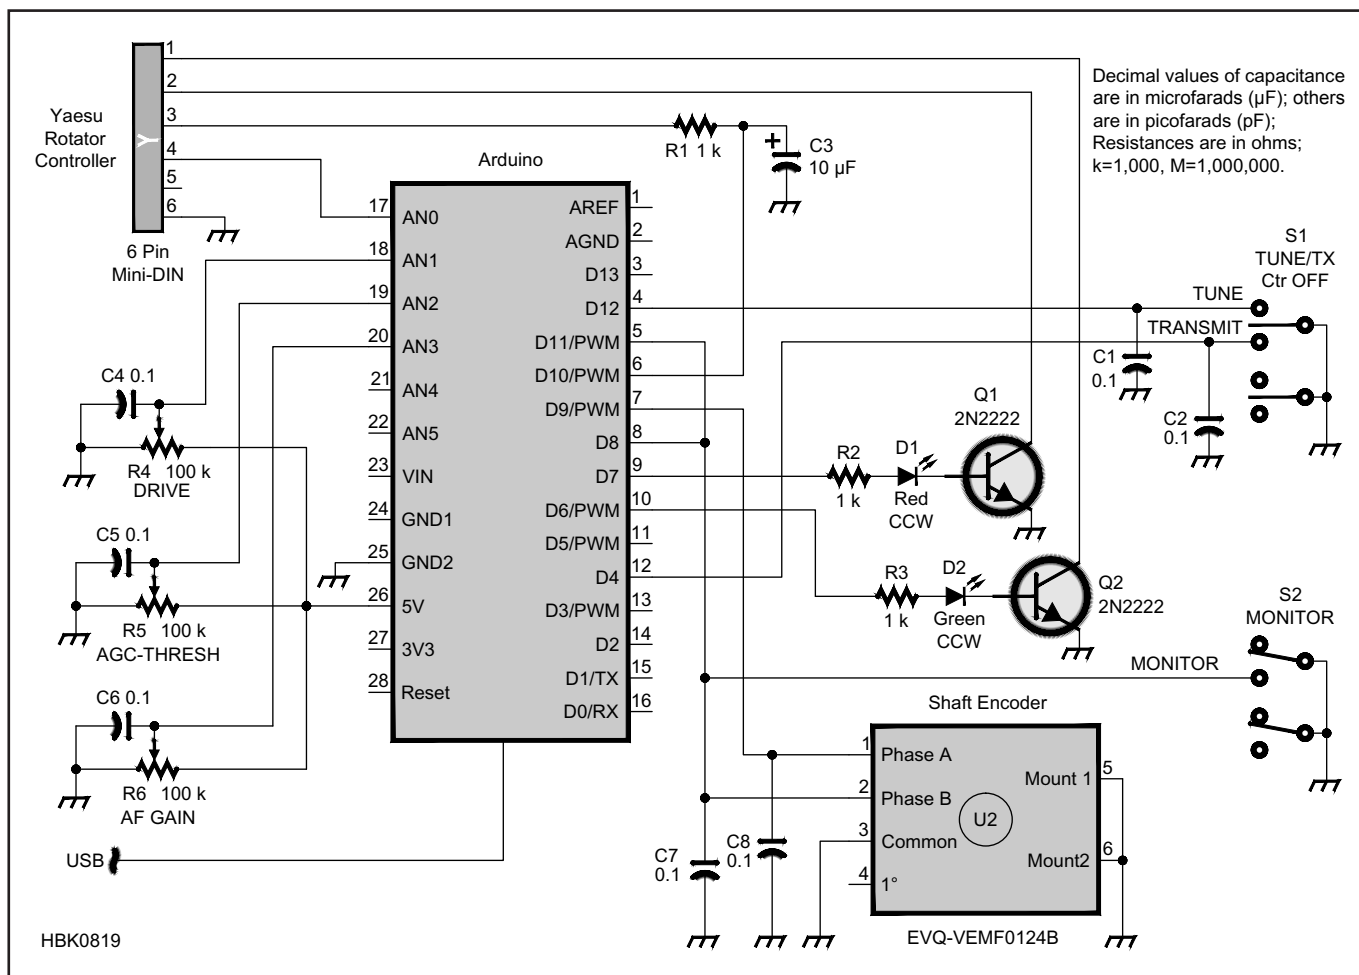 1
2
3
4
5
6
Y
Yaesu
Rotator
Controller
6 Pin
Mini-DIN
Decimal values of capacitance
are in microfarads (µF); others
are in picofarads (pF);
Resistances are in ohms;
k=1,000, M=1,000,000.
R1 1 k
+
C3
10 µF
Arduino
17 AN0
18 AN1
19 AN2
20 AN3
21 AN4
22 AN5
23 VIN
24 GND1
25 GND2
26 5V
27 3V3
28 Reset
AREF 1
AGND 2
D13 3
D12 4
D11/PWM 5
D10/PWM 6
D9/PWM 7
D8 8
D7 9
D6/PWM 10
D5/PWM 11
D4 12
D3/PWM 13
D2 14
D1/TX 15
D0/RX 16
S1
TUNE/TX
Ctr OFF
TUNE
TRANSMIT
C1
0.1
C2
0.1
C4 0.1
R4 100 k
DRIVE
C5 0.1
R5 100 k
AGC-THRESH
C6 0.1
R6 100 k
AF GAIN
Q1
2N2222
R2
1 k
D1
Red
CCW
R3
1 k
D2
Green
CCW
Q2
2N2222
S2
MONITOR
MONITOR
Shaft Encoder
1 Phase A
2 Phase B
3 Common
4 1°
Mount 1 5
Mount2 6
U2
EVQ-VEMF0124B
C7
0.1
C8
0.1
USB
HBK0819